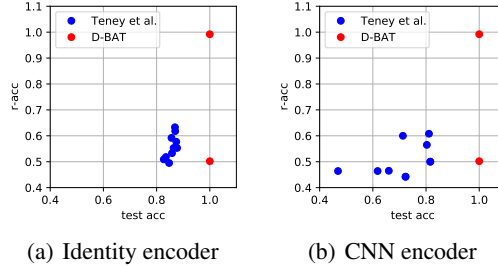 1.1
1.0
0.9
0.8
0.7
0.6
0.5
0.4
r-acc
Teney et al.
D-BAT
0.4 0.6 0.8 1.0
test acc
(a) Identity encoder
1.1
1.0
0.9
0.8
0.7
0.6
0.5
0.4
r-acc
Teney et al.
D-BAT
0.4 0.6 0.8 1.0
test acc
(b) CNN encoder